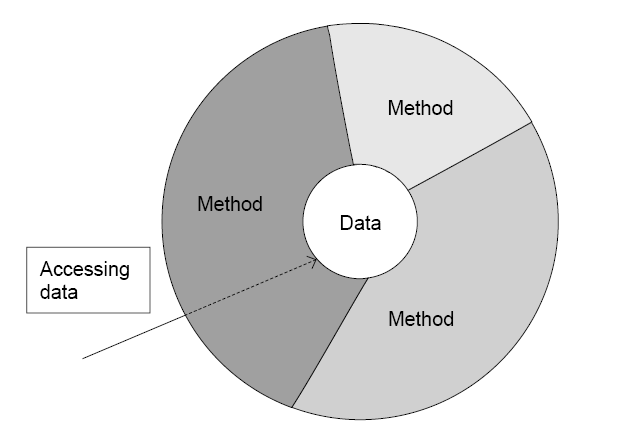 Method
Method
Data
Accessing
data
Method